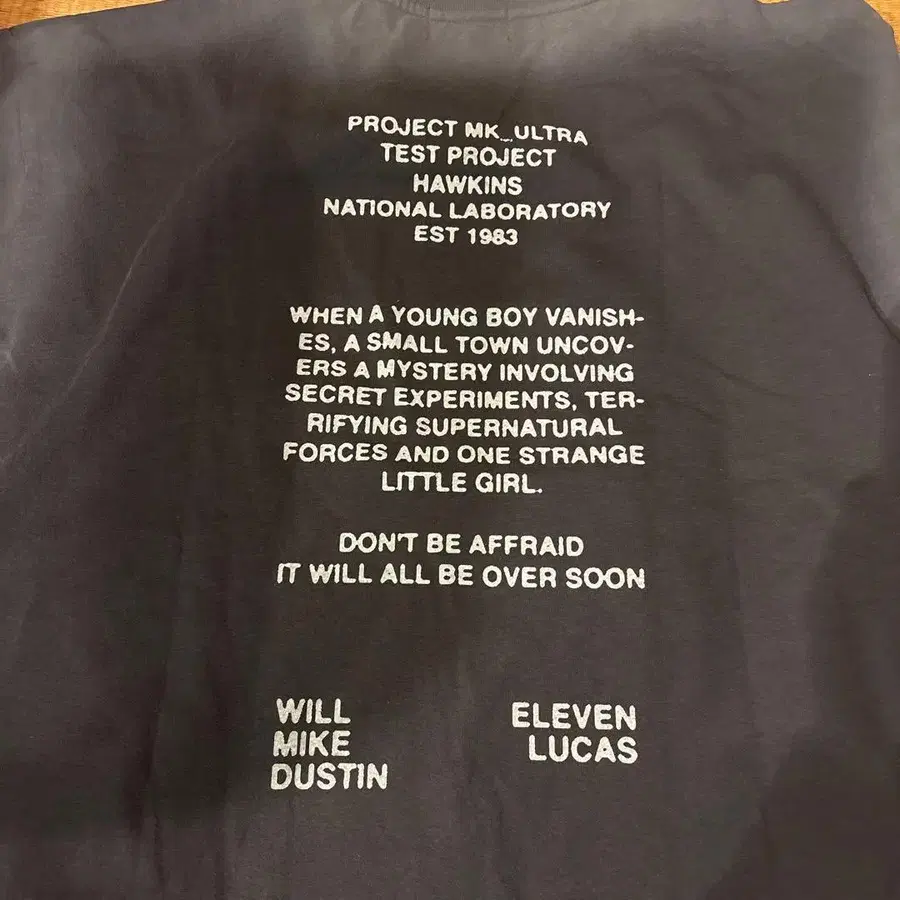 PROJECT MK_ULTRA
TEST PROJECT
HAWKINS
NATIONAL LABORATORY
EST 1983
WHEN A YOUNG BOY VANISH-
ES, A SMALL TOWN UNCOV-
ERS A MYSTERY INVOLVING
SECRET EXPERIMENTS, TER-
RIFYING SUPERNATURAL
FORCES AND ONE STRANGE
LITTLE GIRL.
DON'T BE AFFRAID
IT WILL ALL BE OVER SOON
WILL ELEVEN
MIKE LUCAS
DUSTIN